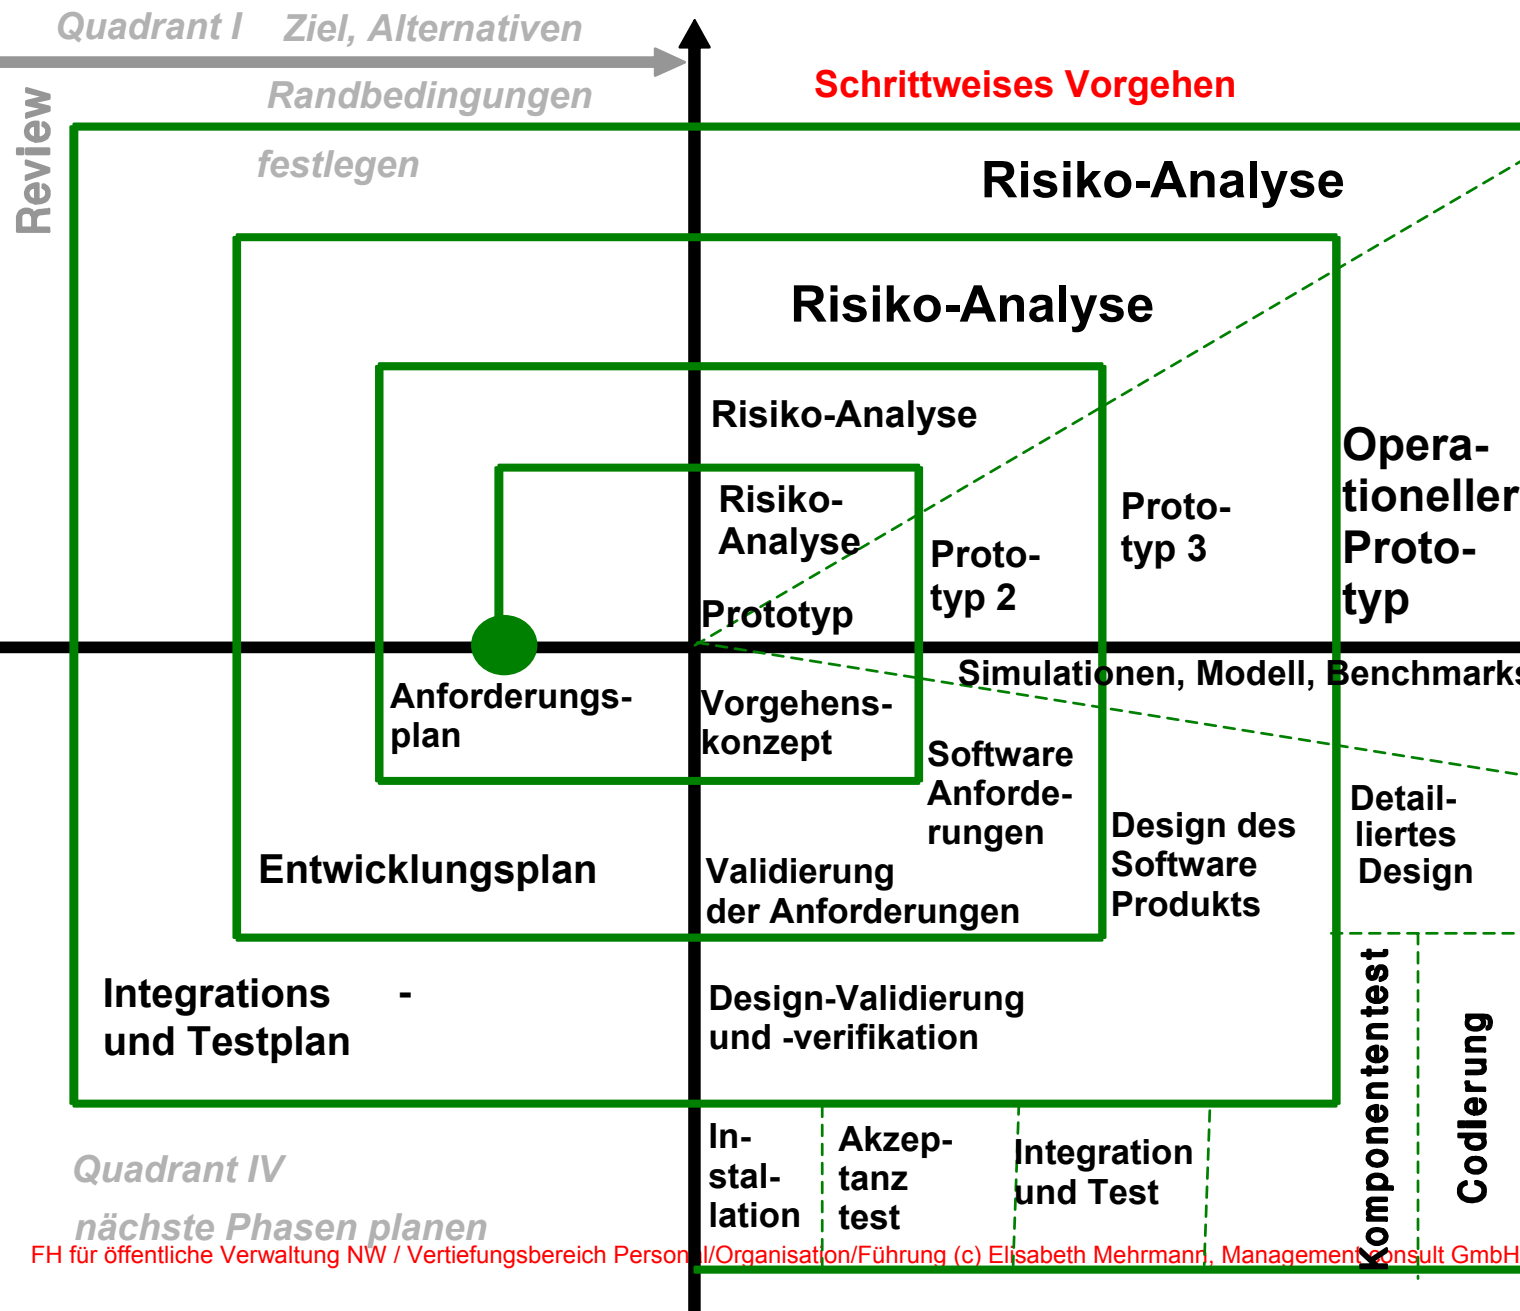 Quadrant I Ziel, Alternativen
Randbedingungen
festlegen
Review
Schrittweises Vorgehen
Risiko-Analyse
Risiko-Analyse
Risiko-Analyse
Risiko-
Analyse
Prototyp
Proto-
typ 2
Proto-
typ 3
Opera-
tioneller
Proto-
typ
Simulationen, Modell, Benchmarks
Anforderungs-
plan
Vorgehens-
konzept
Software
Anforde-
rungen
Design des
Software
Produkts
Detail-
liertes
Design
Entwicklungsplan
Validierung
der Anforderungen
Integrations -
und Testplan
Design-Validierung
und -verifikation
Komponententest
Codierung
In-
stal-
lation
Akzep-
tanz
test
Integration
und Test
Quadrant IV
nächste Phasen planen
FH für öffentliche Verwaltung NW / Vertiefungsbereich Personal/Organisation/Führung (c) Elisabeth Mehrmann, Management consult GmbH